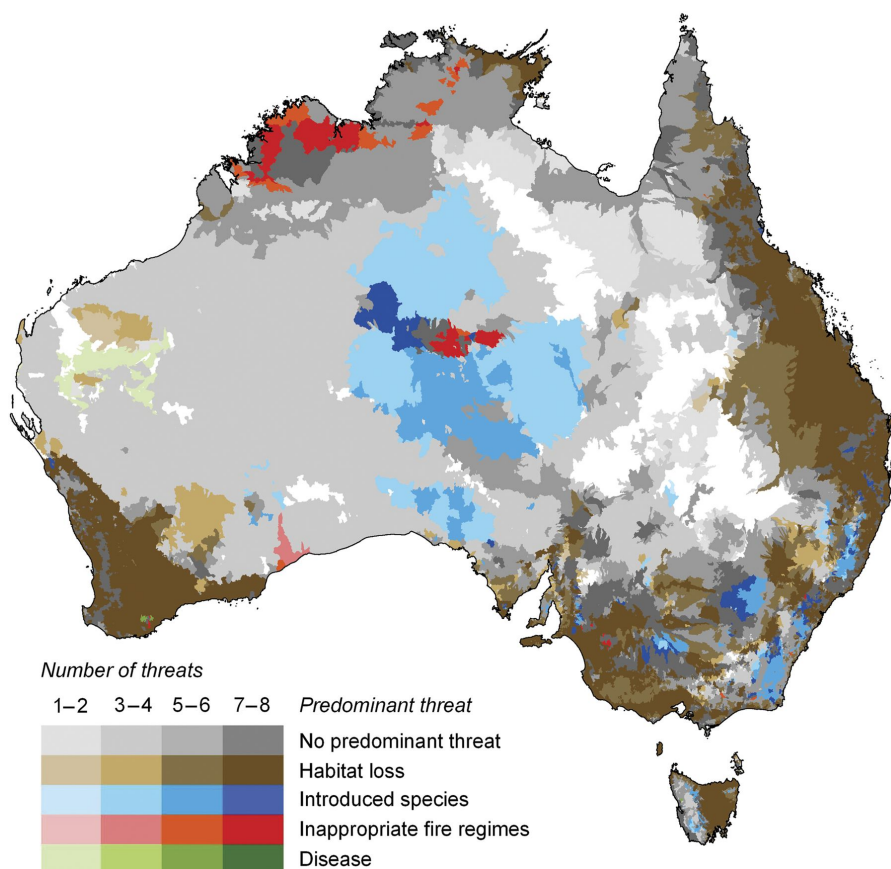 Number of threats
1–2 3–4 5–6 7–8 Predominant threat
No predominant threat
Habitat loss
Introduced species
Inappropriate fire regimes
Disease